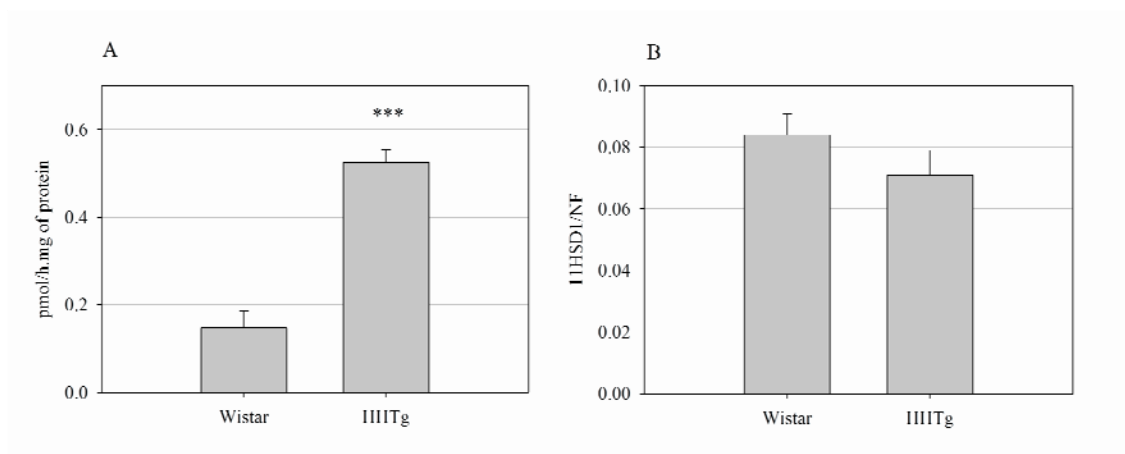 A
pmol/h.mg of protein
0.6
0.4
0.2
0.0
***
Wistar
HHTg
B
11HSD1/NF
0.10
0.08
0.06
0.04
0.02
0.00
Wistar
HHTg